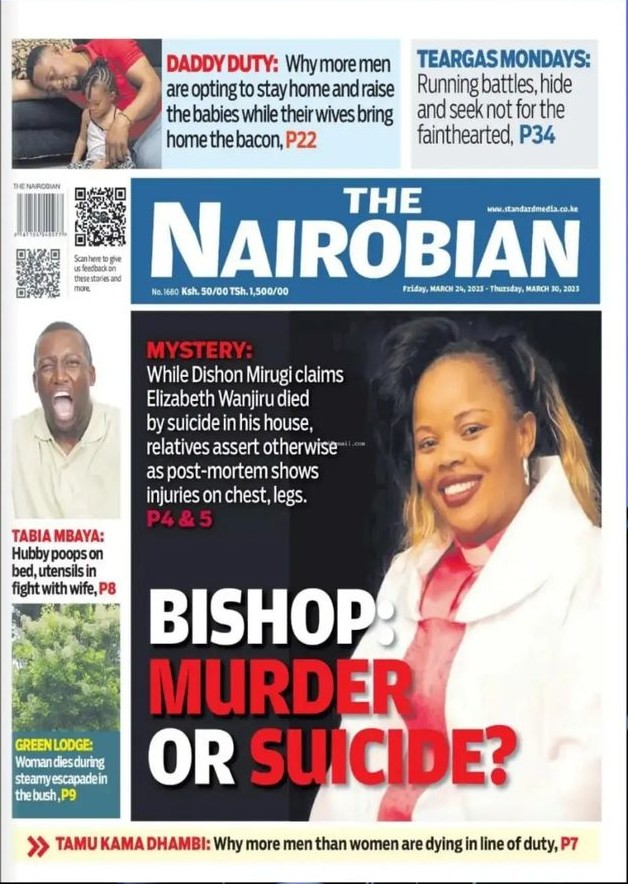 DADDY DUTY: Why more men
are opting to stay home and raise
the babies while their wives bring
home the bacon, P22
TEARGAS MONDAYS:
Running battles, hide
and seek not for the
fainthearted, P34
THE NAIROBIAN
Scan here to give
us feedback on
these stories and
more.
THE
NAIROBIAN
www.standardmedia.co.ke
No.1680 Ksh. 50/00 TSh. 1,500/00
Friday, MARCH 24, 2023 - Thursday, MARCH 30, 2023
MYSTERY:
While Dishon Mirugi claims
Elizabeth Wanjiru died
by suicide in his house,
relatives assert otherwise
as post-mortem shows
injuries on chest, legs.
P4 & 5
TABIA MBAYA:
Hubby poops on
bed, utensils in
fight with wife, P8
GREEN LODGE:
Woman dies during
steamy escapade in
the bush, P9
BISHOP:
MURDER
OR SUICIDE?
TAMU KAMA DHAMBI: Why more men than women are dying in line of duty, P7